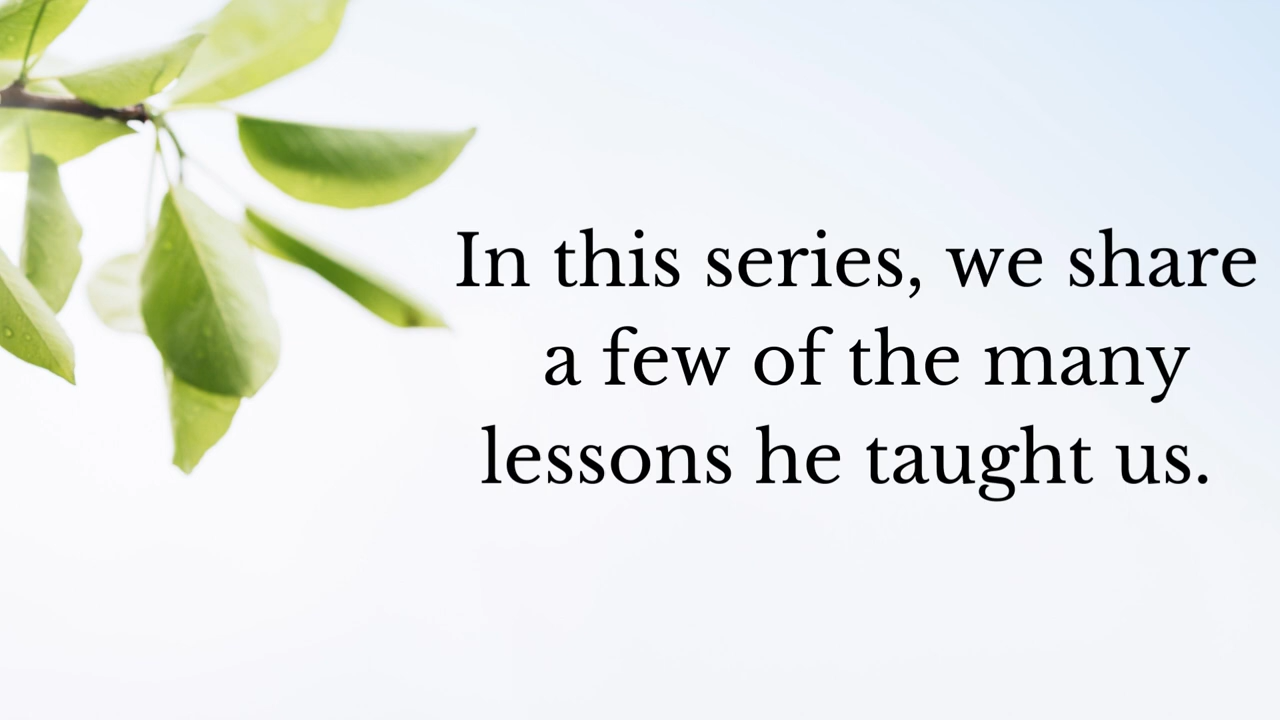 In this series, we share
a few of the many
lessons he taught us.